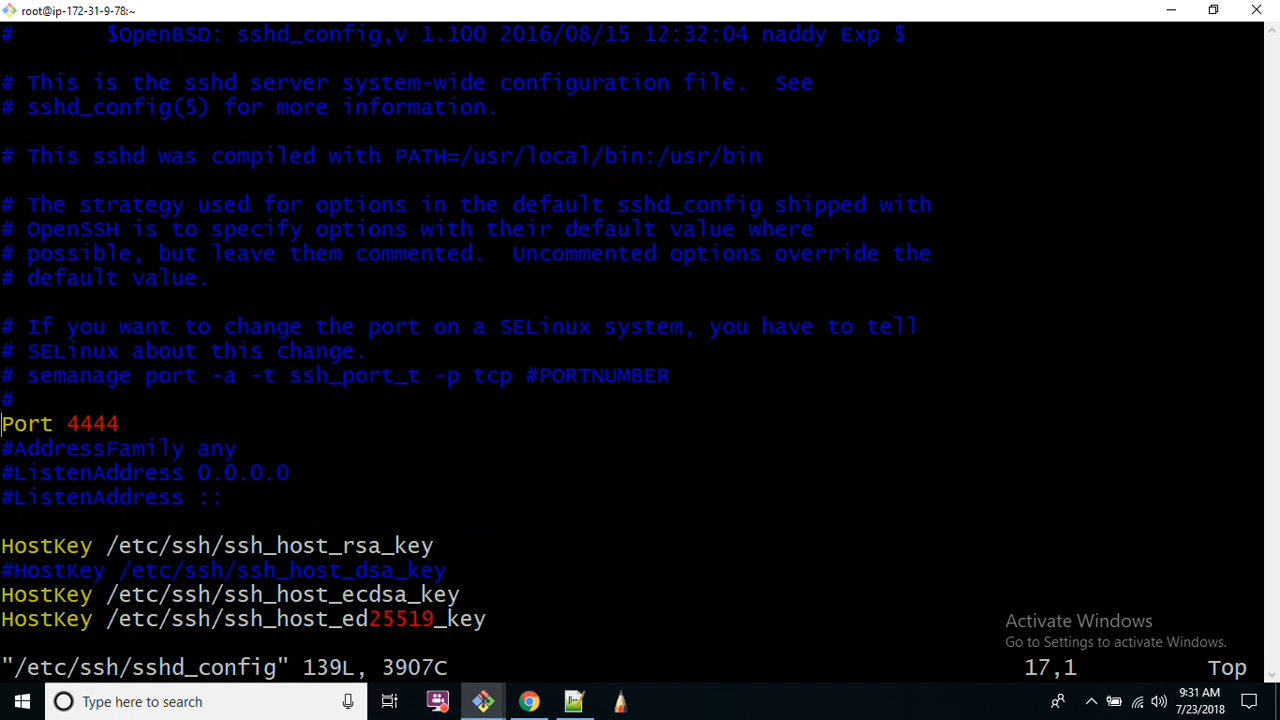 root@ip-172-31-9-78:~
#       $OpenBSD: sshd_config,v 1.100 2016/08/15 12:32:04 naddy Exp $
# This is the sshd server system-wide configuration file.  See
# sshd_config(5) for more information.
# This sshd was compiled with PATH=/usr/local/bin:/usr/bin
# The strategy used for options in the default sshd_config shipped with
# OpenSSH is to specify options with their default value where
# possible, but leave them commented.  Uncommented options override the
# default value.
# If you want to change the port on a SELinux system, you have to tell
# SELinux about this change.
# semanage port -a -t ssh_port_t -p tcp #PORTNUMBER
#
Port 4444
#AddressFamily any
#ListenAddress 0.0.0.0
#ListenAddress ::
HostKey /etc/ssh/ssh_host_rsa_key
#HostKey /etc/ssh/ssh_host_dsa_key
HostKey /etc/ssh/ssh_host_ecdsa_key
HostKey /etc/ssh/ssh_host_ed25519_key
Activate Windows
Go to Settings to activate Windows.
"/etc/ssh/sshd_config" 139L, 3907C 17,1 Top
Type here to search
9:31 AM
7/23/2018